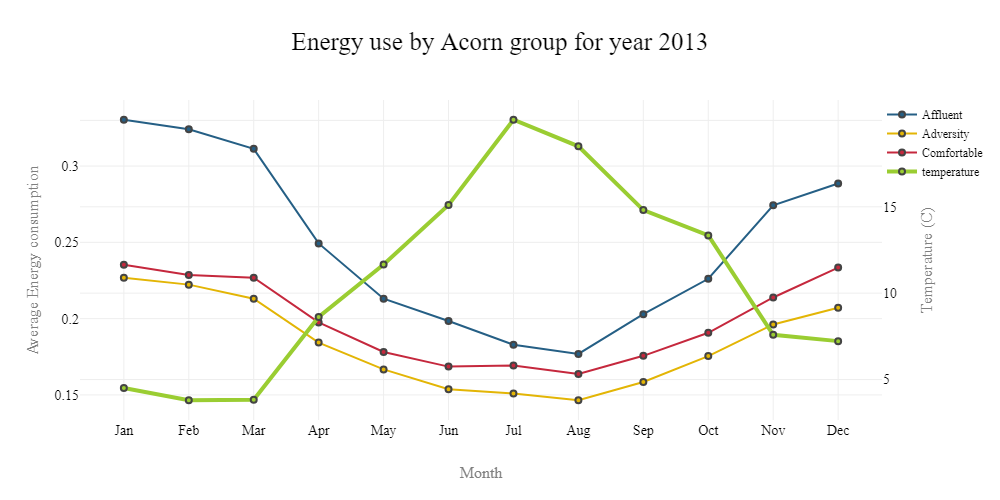 Energy use by Acorn group for year 2013
Affluent
Adversity
Comfortable
temperature
Average Energy consumption
0.3
0.25
0.2
0.15
15
10
5
Temperature (C)
Jan Feb Mar Apr May Jun Jul Aug Sep Oct Nov Dec
Month